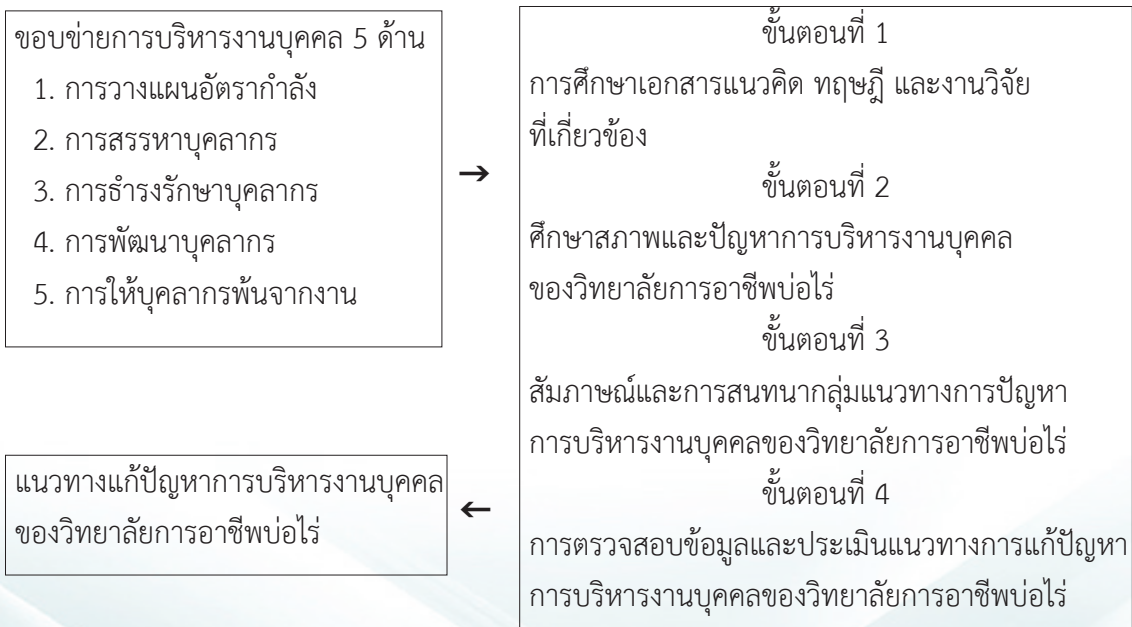 ขอบข่ายการบริหารงานบุคคล 5 ด้าน
1. การวางแผนอัตรากำลัง
2. การสรรหาบุคลากร
3. การธำรงรักษาบุคลากร
4. การพัฒนาบุคลากร
5. การให้บุคลากรพ้นจากงาน
→
ขั้นตอนที่ 1
การศึกษาเอกสารแนวคิด ทฤษฎี และงานวิจัย
ที่เกี่ยวข้อง
ขั้นตอนที่ 2
ศึกษาสภาพและปัญหาการบริหารงานบุคคล
ของวิทยาลัยการอาชีพบ่อไร่
ขั้นตอนที่ 3
สัมภาษณ์และการสนทนากลุ่มแนวทางการปัญหา
การบริหารงานบุคคลของวิทยาลัยการอาชีพบ่อไร่
ขั้นตอนที่ 4
การตรวจสอบข้อมูลและประเมินแนวทางการแก้ปัญหา
การบริหารงานบุคคลของวิทยาลัยการอาชีพบ่อไร่
←
แนวทางแก้ปัญหาการบริหารงานบุคคล
ของวิทยาลัยการอาชีพบ่อไร่